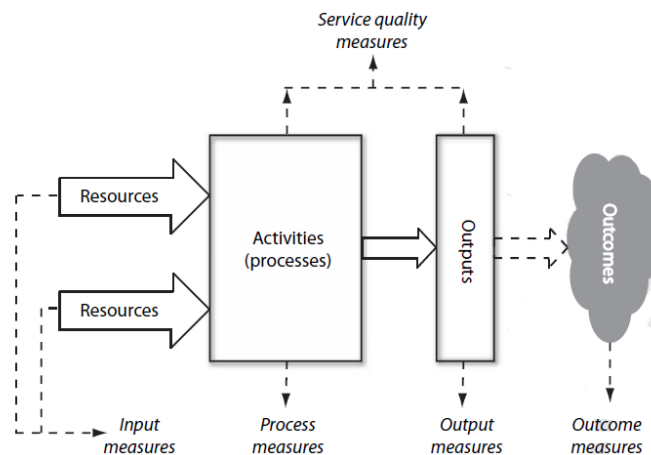 Service quality
measures
Resources
Resources
Activities
(processes)
Outputs
Outcomes
Input
measures
Process
measures
Output
measures
Outcome
measures